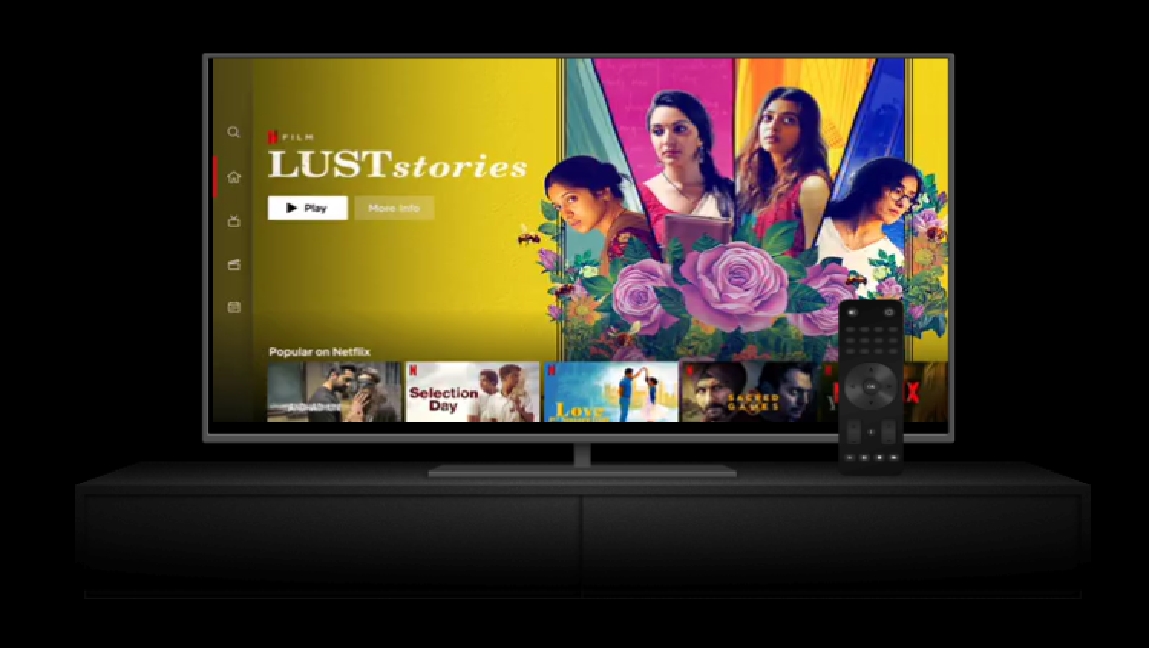 FILM
LUST stories
Play
More Info
Popular on Netflix
Selection
Day
Love
SACRED
GAMES